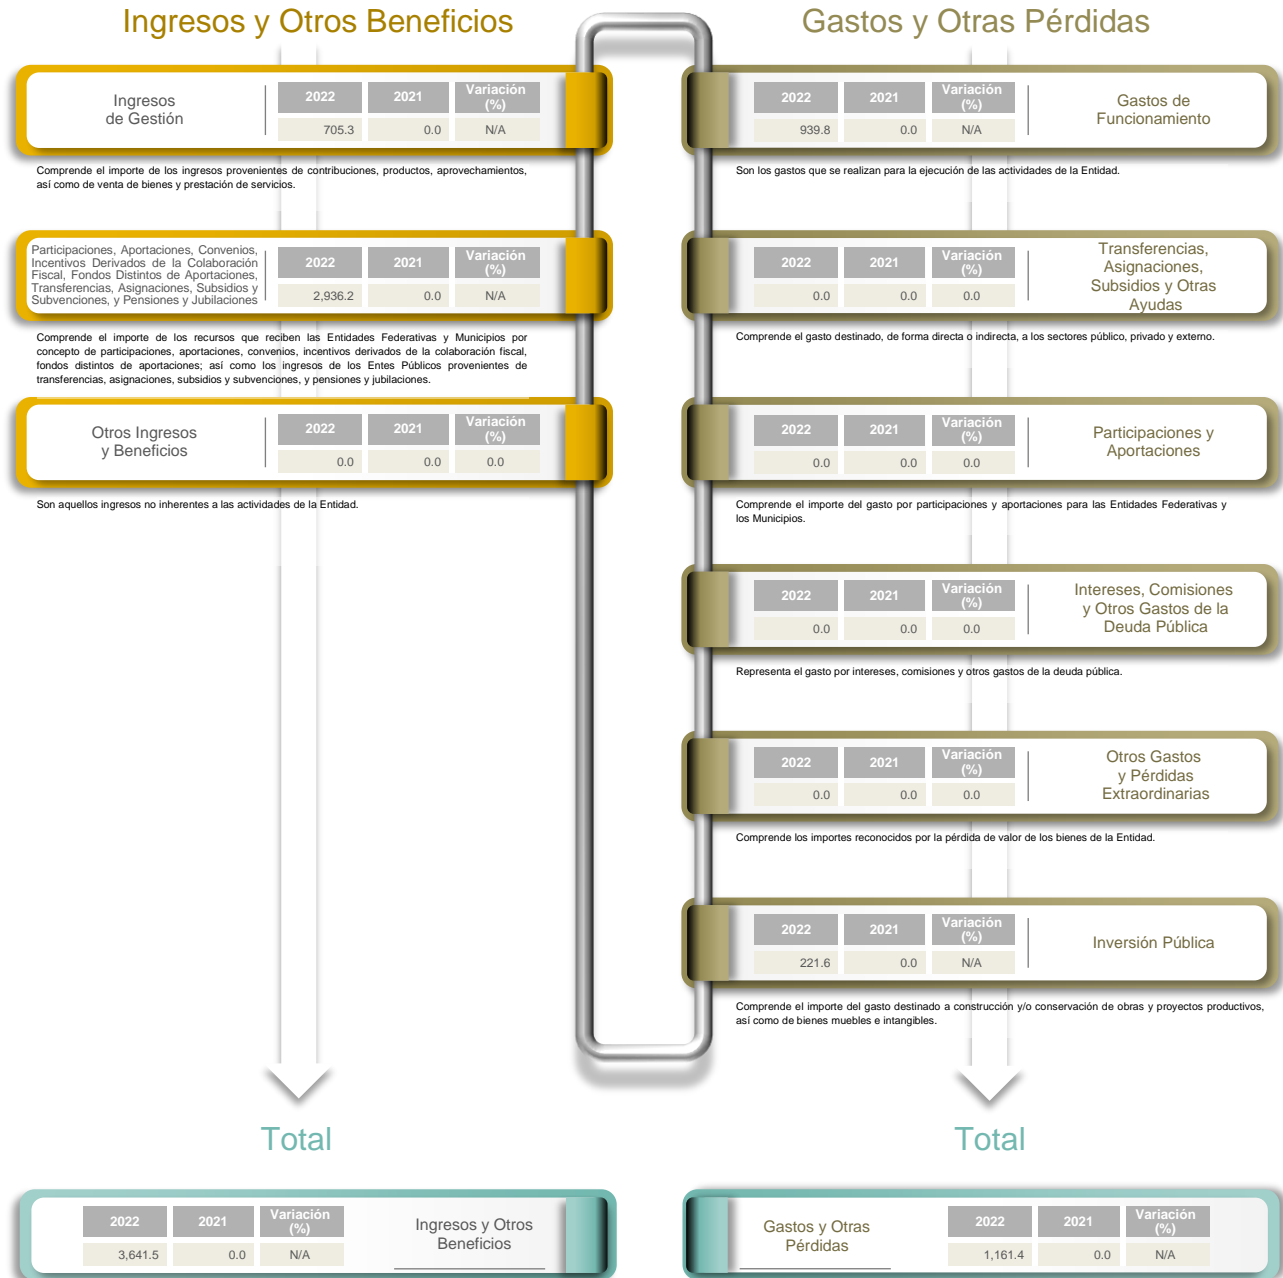 Ingresos y Otros Beneficios
Ingresos
de Gestión
2022 2021 Variación
(%)
705.3 0.0 N/A
Comprende el importe de los ingresos provenientes de contribuciones, productos, aprovechamientos,
así como de venta de bienes y prestación de servicios.
Participaciones, Aportaciones, Convenios,
Incentivos Derivados de la Colaboración
Fiscal, Fondos Distintos de Aportaciones,
Transferencias, Asignaciones, Subsidios y
Subvenciones, y Pensiones y Jubilaciones
2022 2021 Variación
(%)
2,936.2 0.0 N/A
Comprende el importe de los recursos que reciben las Entidades Federativas y Municipios por
concepto de participaciones, aportaciones, convenios, incentivos derivados de la colaboración fiscal,
fondos distintos de aportaciones; así como los ingresos de los Entes Públicos provenientes de
transferencias, asignaciones, subsidios y subvenciones, y pensiones y jubilaciones.
Otros Ingresos
y Beneficios
2022 2021 Variación
(%)
0.0 0.0 0.0
Son aquellos ingresos no inherentes a las actividades de la Entidad.
Total
2022 2021 Variación
(%)
3,641.5 0.0 N/A
Ingresos y Otros
Beneficios
Gastos y Otras Pérdidas
2022 2021 Variación
(%)
939.8 0.0 N/A
Gastos de
Funcionamiento
Son los gastos que se realizan para la ejecución de las actividades de la Entidad.
2022 2021 Variación
(%)
0.0 0.0 0.0
Transferencias,
Asignaciones,
Subsidios y Otras
Ayudas
Comprende el gasto destinado, de forma directa o indirecta, a los sectores público, privado y externo.
2022 2021 Variación
(%)
0.0 0.0 0.0
Participaciones y
Aportaciones
Comprende el importe del gasto por participaciones y aportaciones para las Entidades Federativas y
los Municipios.
2022 2021 Variación
(%)
0.0 0.0 0.0
Intereses, Comisiones
y Otros Gastos de la
Deuda Pública
Representa el gasto por intereses, comisiones y otros gastos de la deuda pública.
2022 2021 Variación
(%)
0.0 0.0 0.0
Otros Gastos
y Pérdidas
Extraordinarias
Comprende los importes reconocidos por la pérdida de valor de los bienes de la Entidad.
2022 2021 Variación
(%)
221.6 0.0 N/A
Inversión Pública
Comprende el importe del gasto destinado a construcción y/o conservación de obras y proyectos productivos,
así como de bienes muebles e intangibles.
Total
Gastos y Otras
Pérdidas
2022 2021 Variación
(%)
1,161.4 0.0 N/A